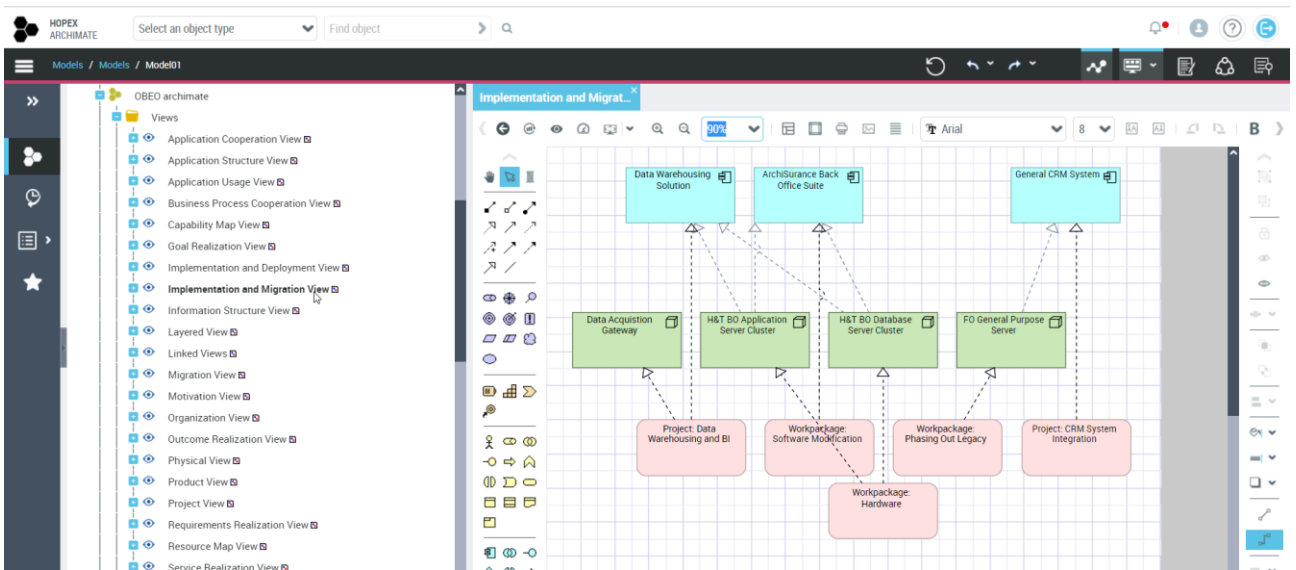 HOPEX
ARCHIMATE
Select an object type
Find object
Models / Models / Model01
OBEO archimate
Views
Application Cooperation View
Application Structure View
Application Usage View
Business Process Cooperation View
Capability Map View
Goal Realization View
Implementation and Deployment View
Implementation and Migration View
Information Structure View
Layered View
Linked Views
Migration View
Motivation View
Organization View
Outcome Realization View
Physical View
Product View
Project View
Requirements Realization View
Resource Map View
Service Realization View
Implementation and Migrat...
90%
Arial
8
B
Data Warehousing
Solution
ArchiSurance Back
Office Suite
General CRM System
Data Acquistion
Gateway
H&T BO Application
Server Cluster
H&T BO Database
Server Cluster
FO General Purpose
Server
Project: Data
Warehousing and BI
Workpackage:
Software Modification
Workpackage:
Phasing Out Legacy
Project: CRM System
Integration
Workpackage:
Hardware